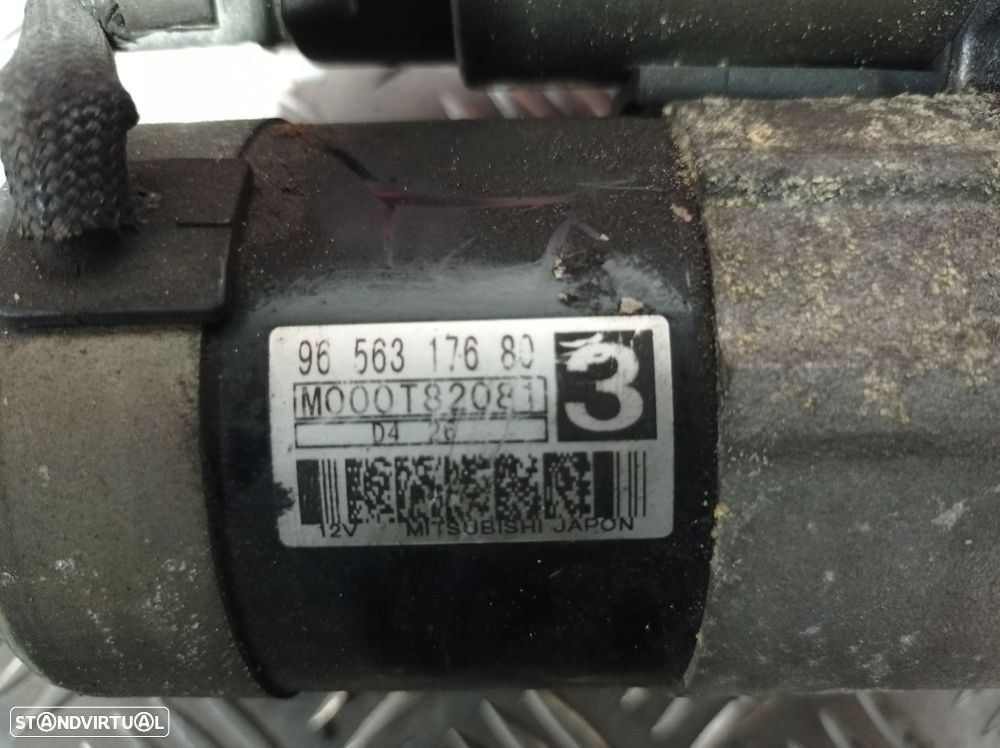 96 563 176 80
3
M000T82081
D4 26
12V MITSUBISHI JAPON
STANDVIRTUAL